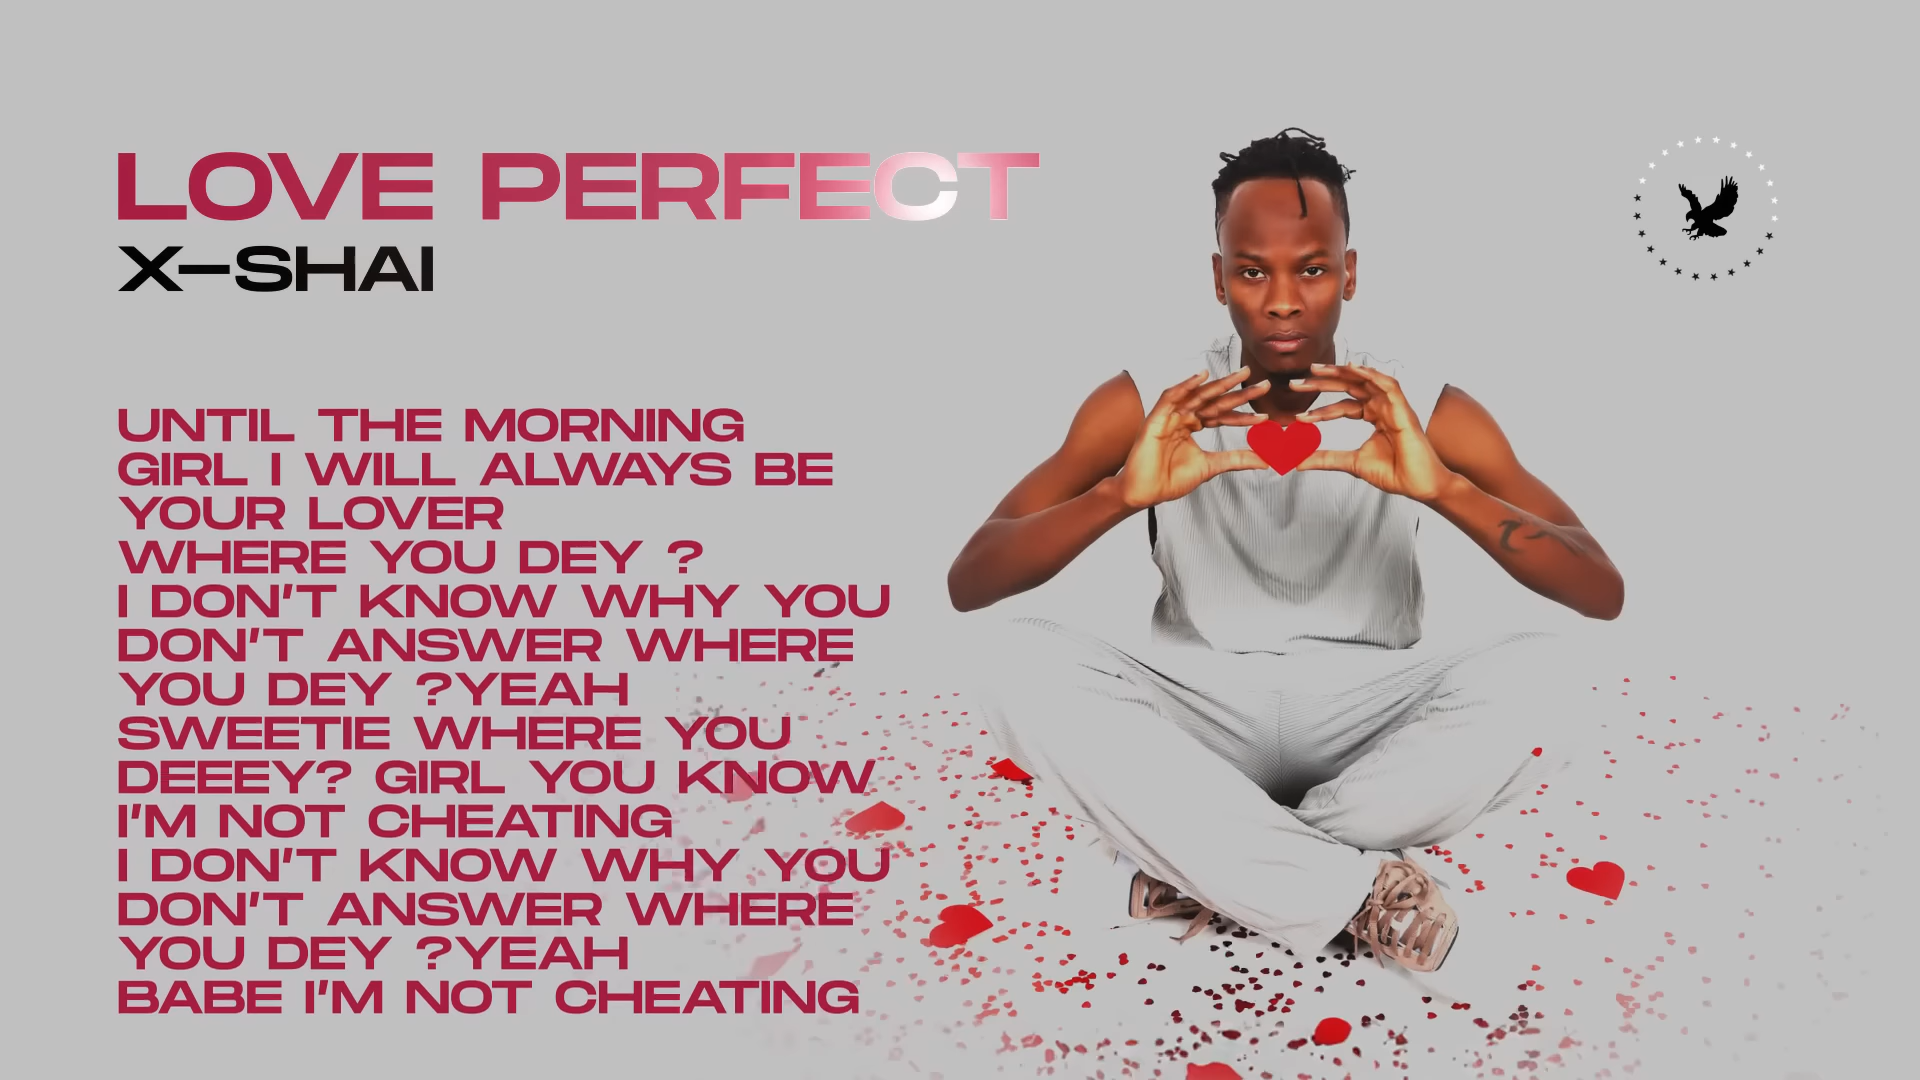 LOVE PERFECT
X-SHAI
UNTIL THE MORNING
GIRL I WILL ALWAYS BE
YOUR LOVER
WHERE YOU DEY ?
I DON'T KNOW WHY YOU
DON'T ANSWER WHERE
YOU DEY ?YEAH
SWEETIE WHERE YOU
DEEEY? GIRL YOU KNOW
I'M NOT CHEATING
I DON'T KNOW WHY YOU
DON'T ANSWER WHERE
YOU DEY ?YEAH
BABE I'M NOT CHEATING